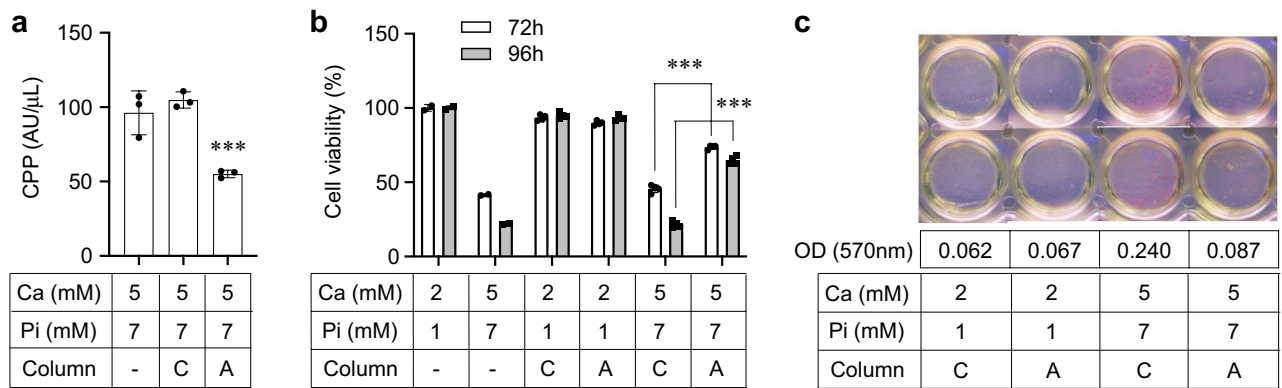 a
150
100
50
0
CPP (AU/μL)
***
Ca (mM) 5 5 5
Pi (mM) 7 7 7
Column - C A
b
72h
96h
150
100
50
0
Cell viability (%)
***
***
Ca (mM) 2 5 2 2 5 5
Pi (mM) 1 7 1 1 7 7
Column - - C A C A
c
OD (570nm) 0.062 0.067 0.240 0.087
Ca (mM) 2 2 5 5
Pi (mM) 1 1 7 7
Column C A C A